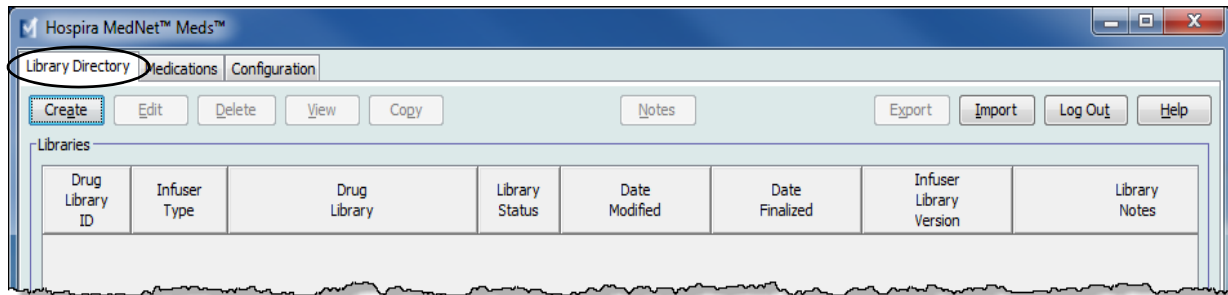 Hospira MedNet™ Meds™
Library Directory Medications Configuration
Create Edit Delete View Copy Notes Export Import Log Out Help
Libraries
Drug Library ID
Infuser Type
Drug Library
Library Status
Date Modified
Date Finalized
Infuser Library Version
Library Notes